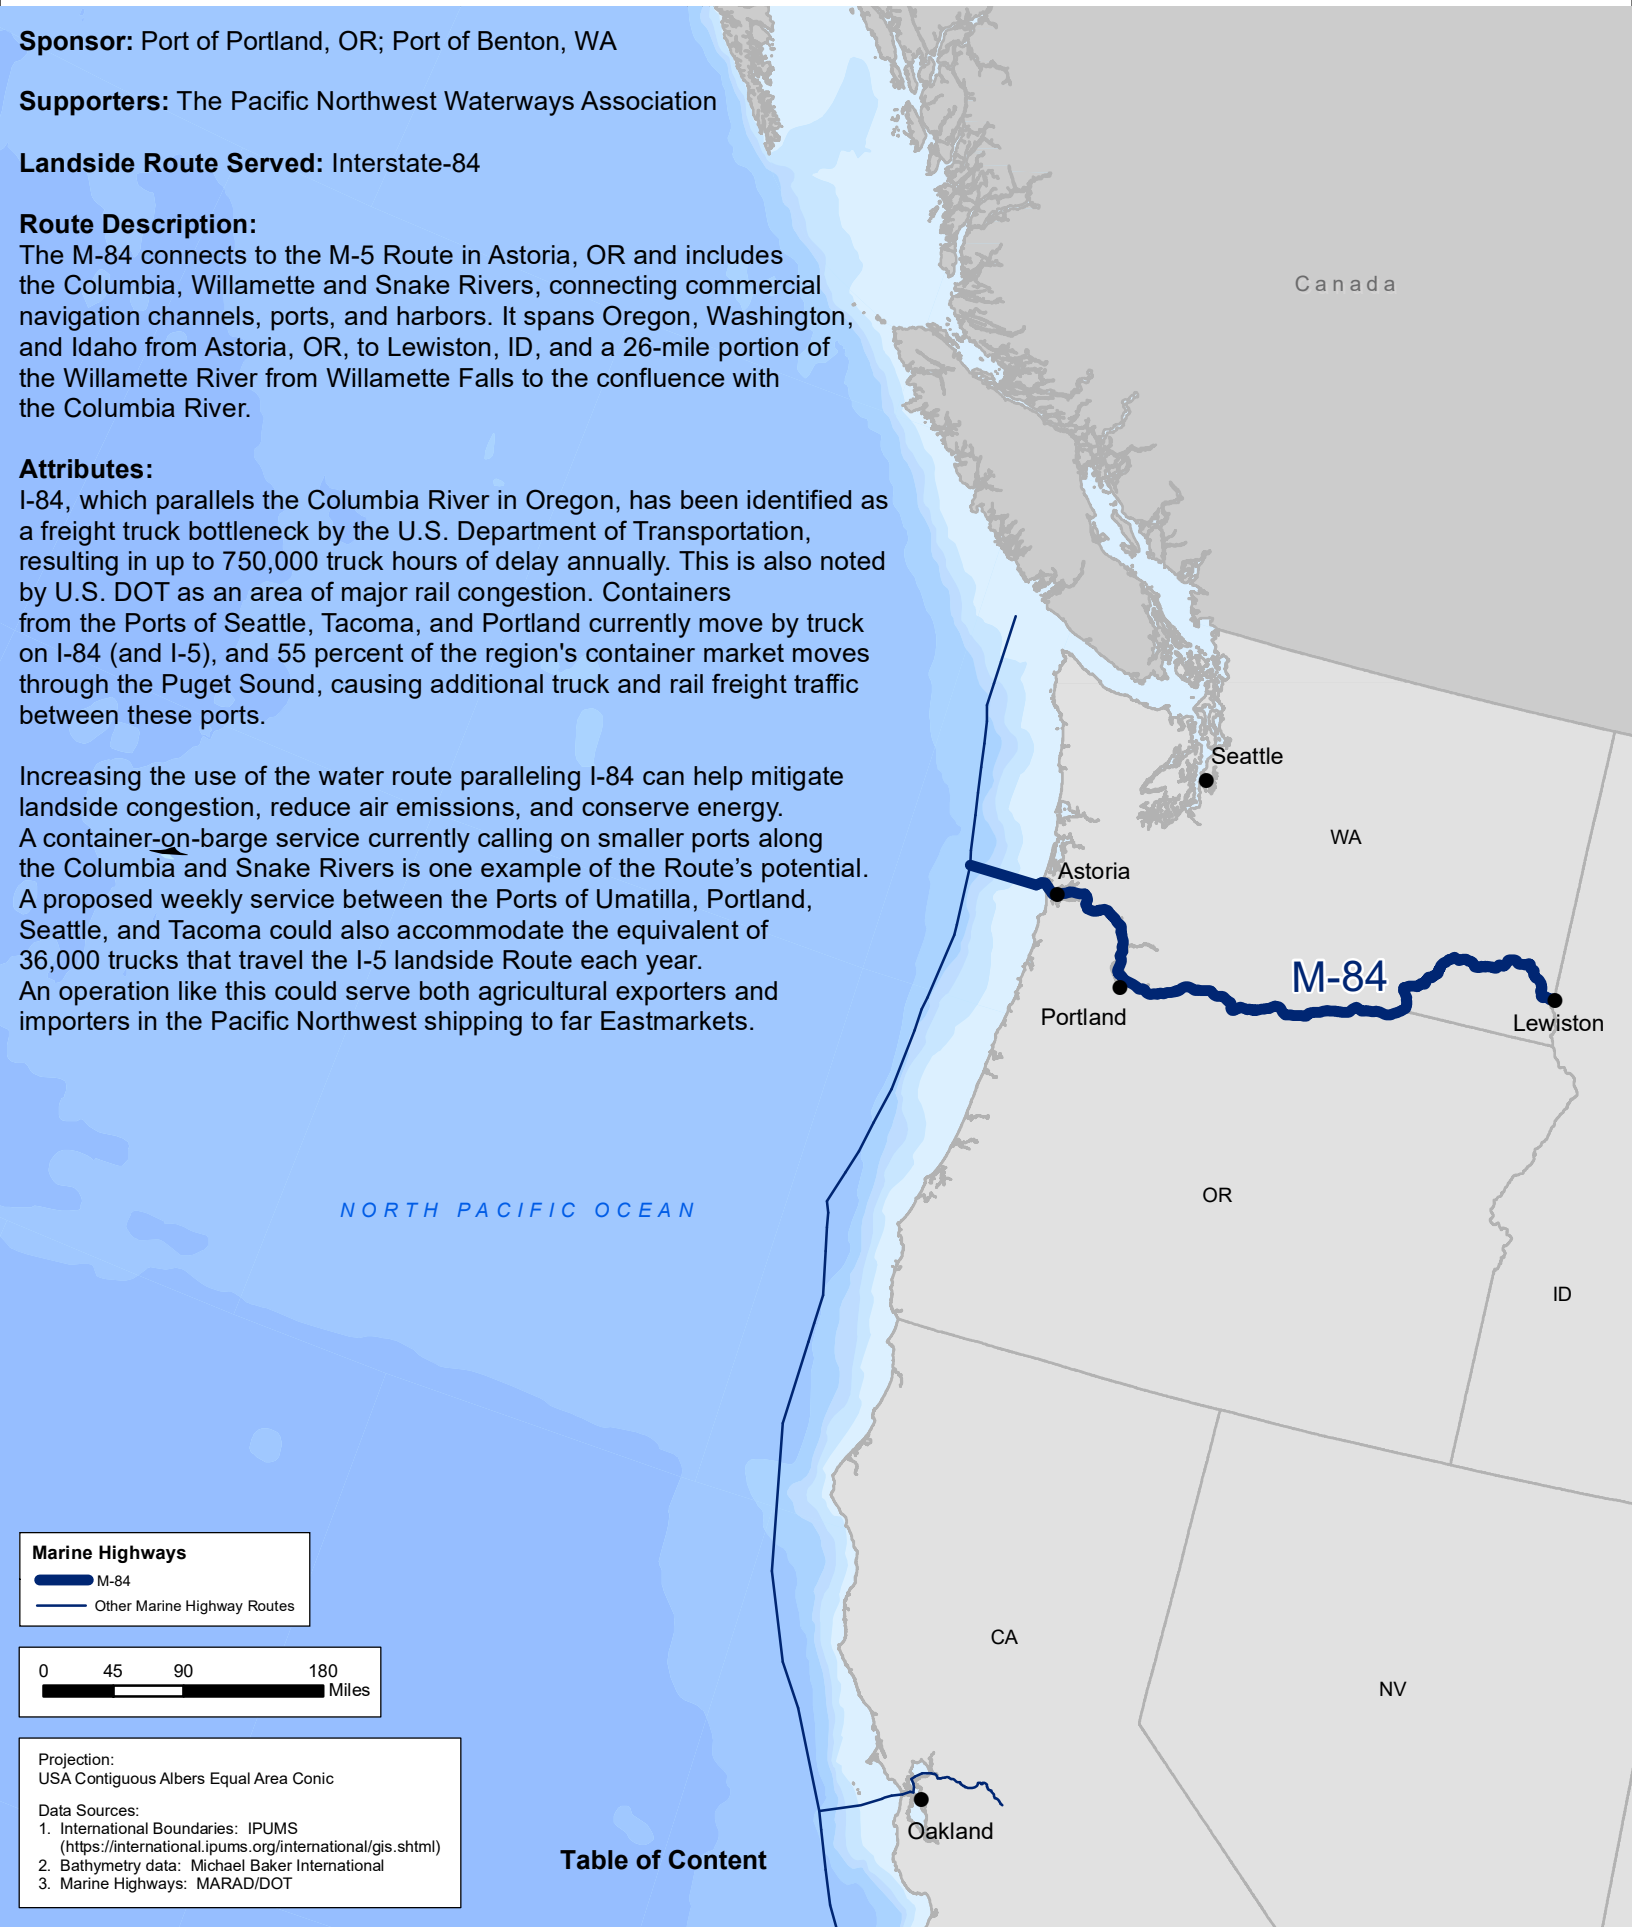 Sponsor: Port of Portland, OR; Port of Benton, WA
Supporters: The Pacific Northwest Waterways Association
Landside Route Served: Interstate-84
Route Description:
The M-84 connects to the M-5 Route in Astoria, OR and includes
the Columbia, Willamette and Snake Rivers, connecting commercial
navigation channels, ports, and harbors. It spans Oregon, Washington,
and Idaho from Astoria, OR, to Lewiston, ID, and a 26-mile portion of
the Willamette River from Willamette Falls to the confluence with
the Columbia River.
Attributes:
I-84, which parallels the Columbia River in Oregon, has been identified as
a freight truck bottleneck by the U.S. Department of Transportation,
resulting in up to 750,000 truck hours of delay annually. This is also noted
by U.S. DOT as an area of major rail congestion. Containers
from the Ports of Seattle, Tacoma, and Portland currently move by truck
on I-84 (and I-5), and 55 percent of the region's container market moves
through the Puget Sound, causing additional truck and rail freight traffic
between these ports.
Increasing the use of the water route paralleling I-84 can help mitigate
landside congestion, reduce air emissions, and conserve energy.
A container-on-barge service currently calling on smaller ports along
the Columbia and Snake Rivers is one example of the Route’s potential.
A proposed weekly service between the Ports of Umatilla, Portland,
Seattle, and Tacoma could also accommodate the equivalent of
36,000 trucks that travel the I-5 landside Route each year.
An operation like this could serve both agricultural exporters and
importers in the Pacific Northwest shipping to far Eastmarkets.
Canada
Seattle
WA
Astoria
M-84
Portland
Lewiston
OR
NORTH PACIFIC OCEAN
ID
CA
NV
Oakland
Marine Highways
M-84
Other Marine Highway Routes
0 45 90 180
Miles
Projection:
USA Contiguous Albers Equal Area Conic
Data Sources:
1. International Boundaries: IPUMS
(https://international.ipums.org/international/gis.shtml)
2. Bathymetry data: Michael Baker International
3. Marine Highways: MARAD/DOT
Table of Content